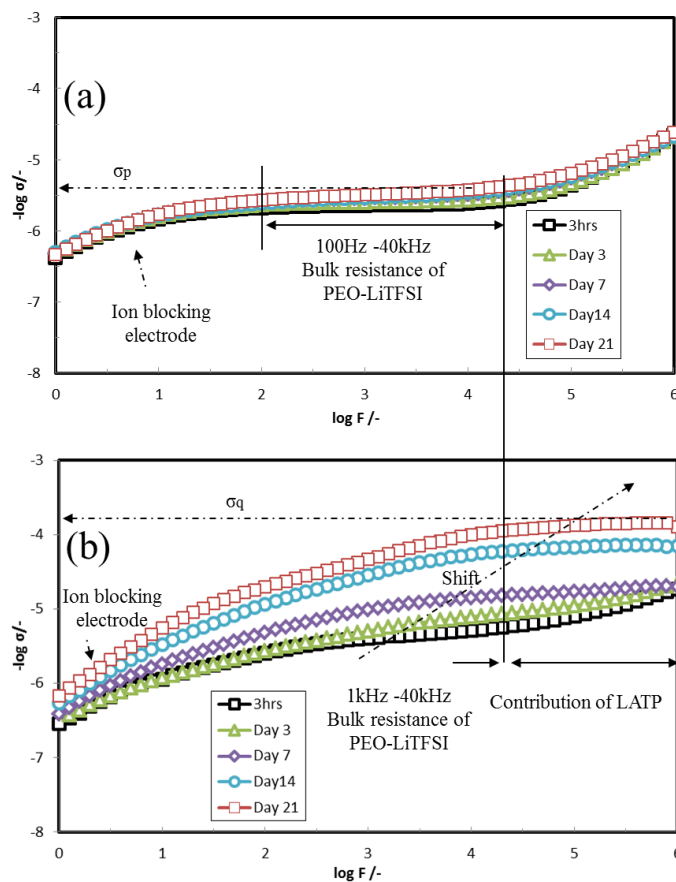 -3
-4
-5
-6
-7
-8
-log σ/-
(a)
σp
Ion blocking
electrode
100Hz -40kHz
Bulk resistance of
PEO-LiTFSI
3hrs
Day 3
Day 7
Day14
Day 21
0 1 2 3 4 5 6
log F /-
-3
-4
-5
-6
-7
-8
-log σ/-
σq
(b)
Ion blocking
electrode
Shift
1kHz -40kHz
Bulk resistance of
PEO-LiTFSI
Contribution of LATP
3hrs
Day 3
Day 7
Day14
Day 21
0 1 2 3 4 5 6
log F /-